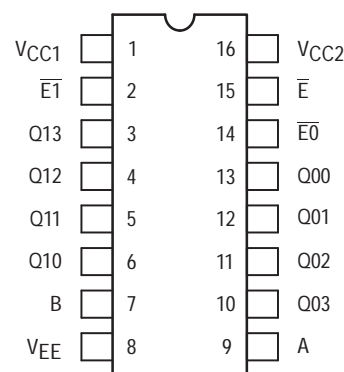 VCC1 1 16 VCC2
E1 2 15 E
Q13 3 14 E0
Q12 4 13 Q00
Q11 5 12 Q01
Q10 6 11 Q02
B 7 10 Q03
VEE 8 9 A